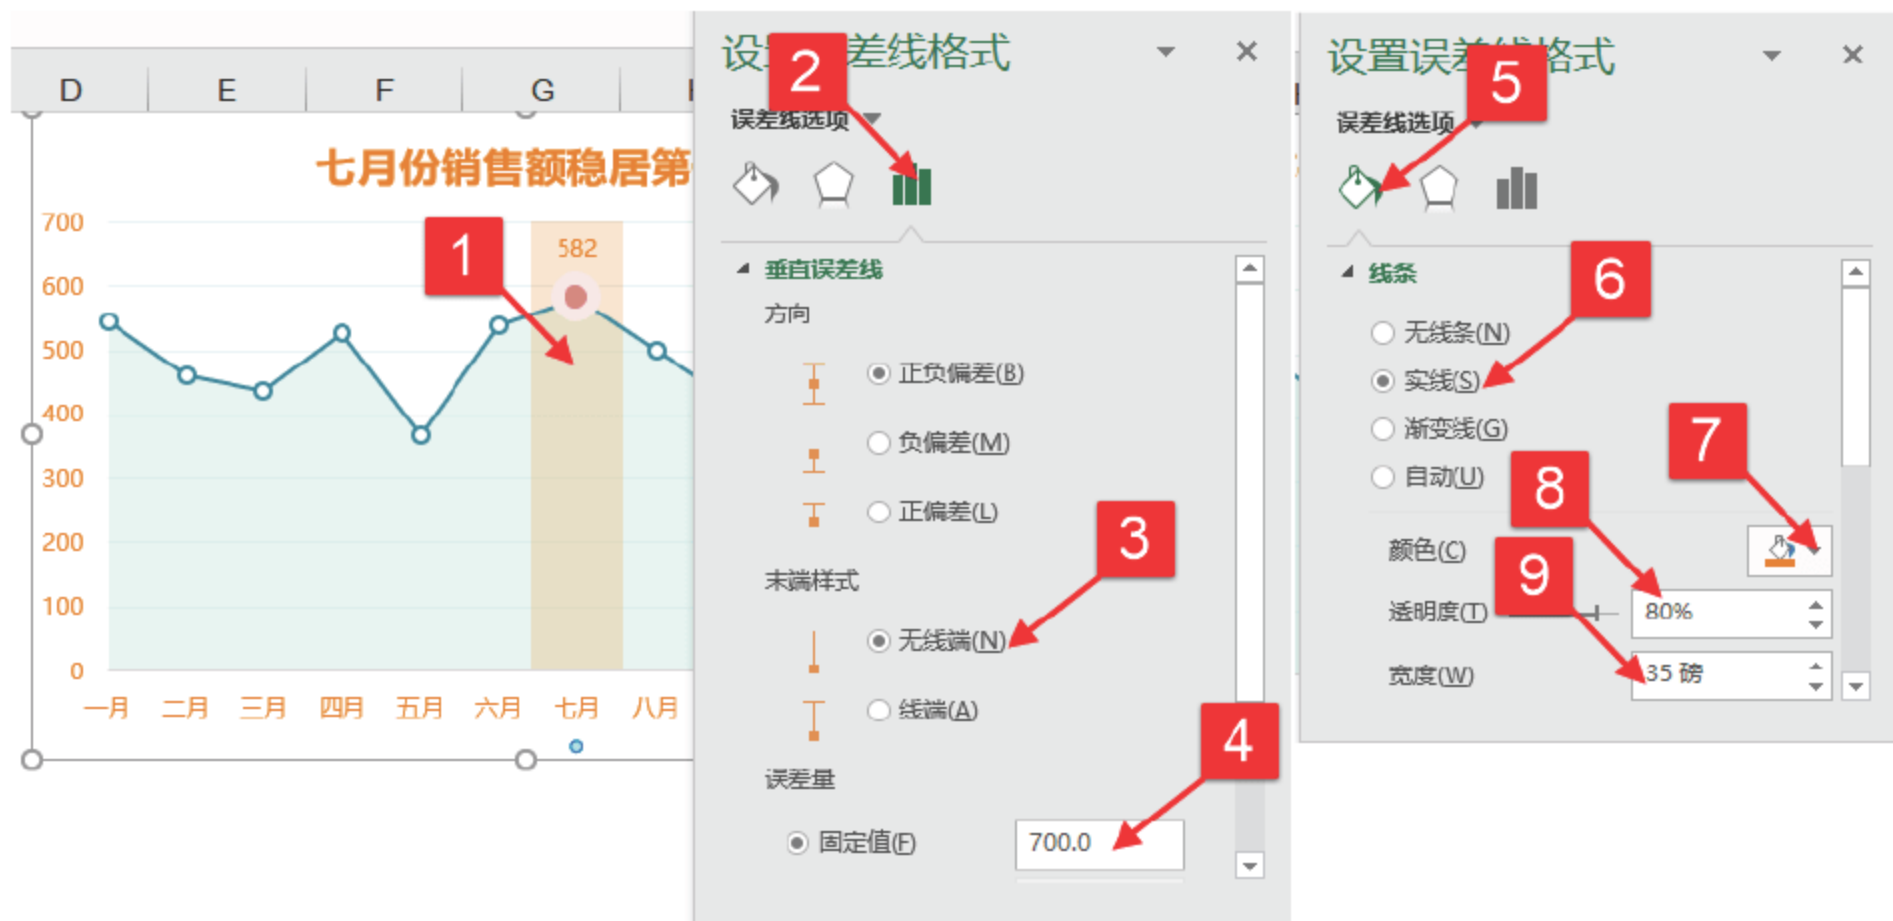 D E F G
七月份销售额稳居第
700
600
500
400
300
200
100
0
582
一月 二月 三月 四月 五月 六月 七月 八月
1
设 差线格式
2
误差线选项
垂直误差线
方向
正负偏差(B)
负偏差(M)
正偏差(L)
3
末端样式
无线端(N)
线端(A)
4
误差量
固定值(F) 700.0
设置误差线格式
5
误差线选项
线条
6
无线条(N)
实线(S)
渐变线(G)
7
自动(U)
8
颜色(C)
9
透明度(T) 80%
宽度(W) 35 磅